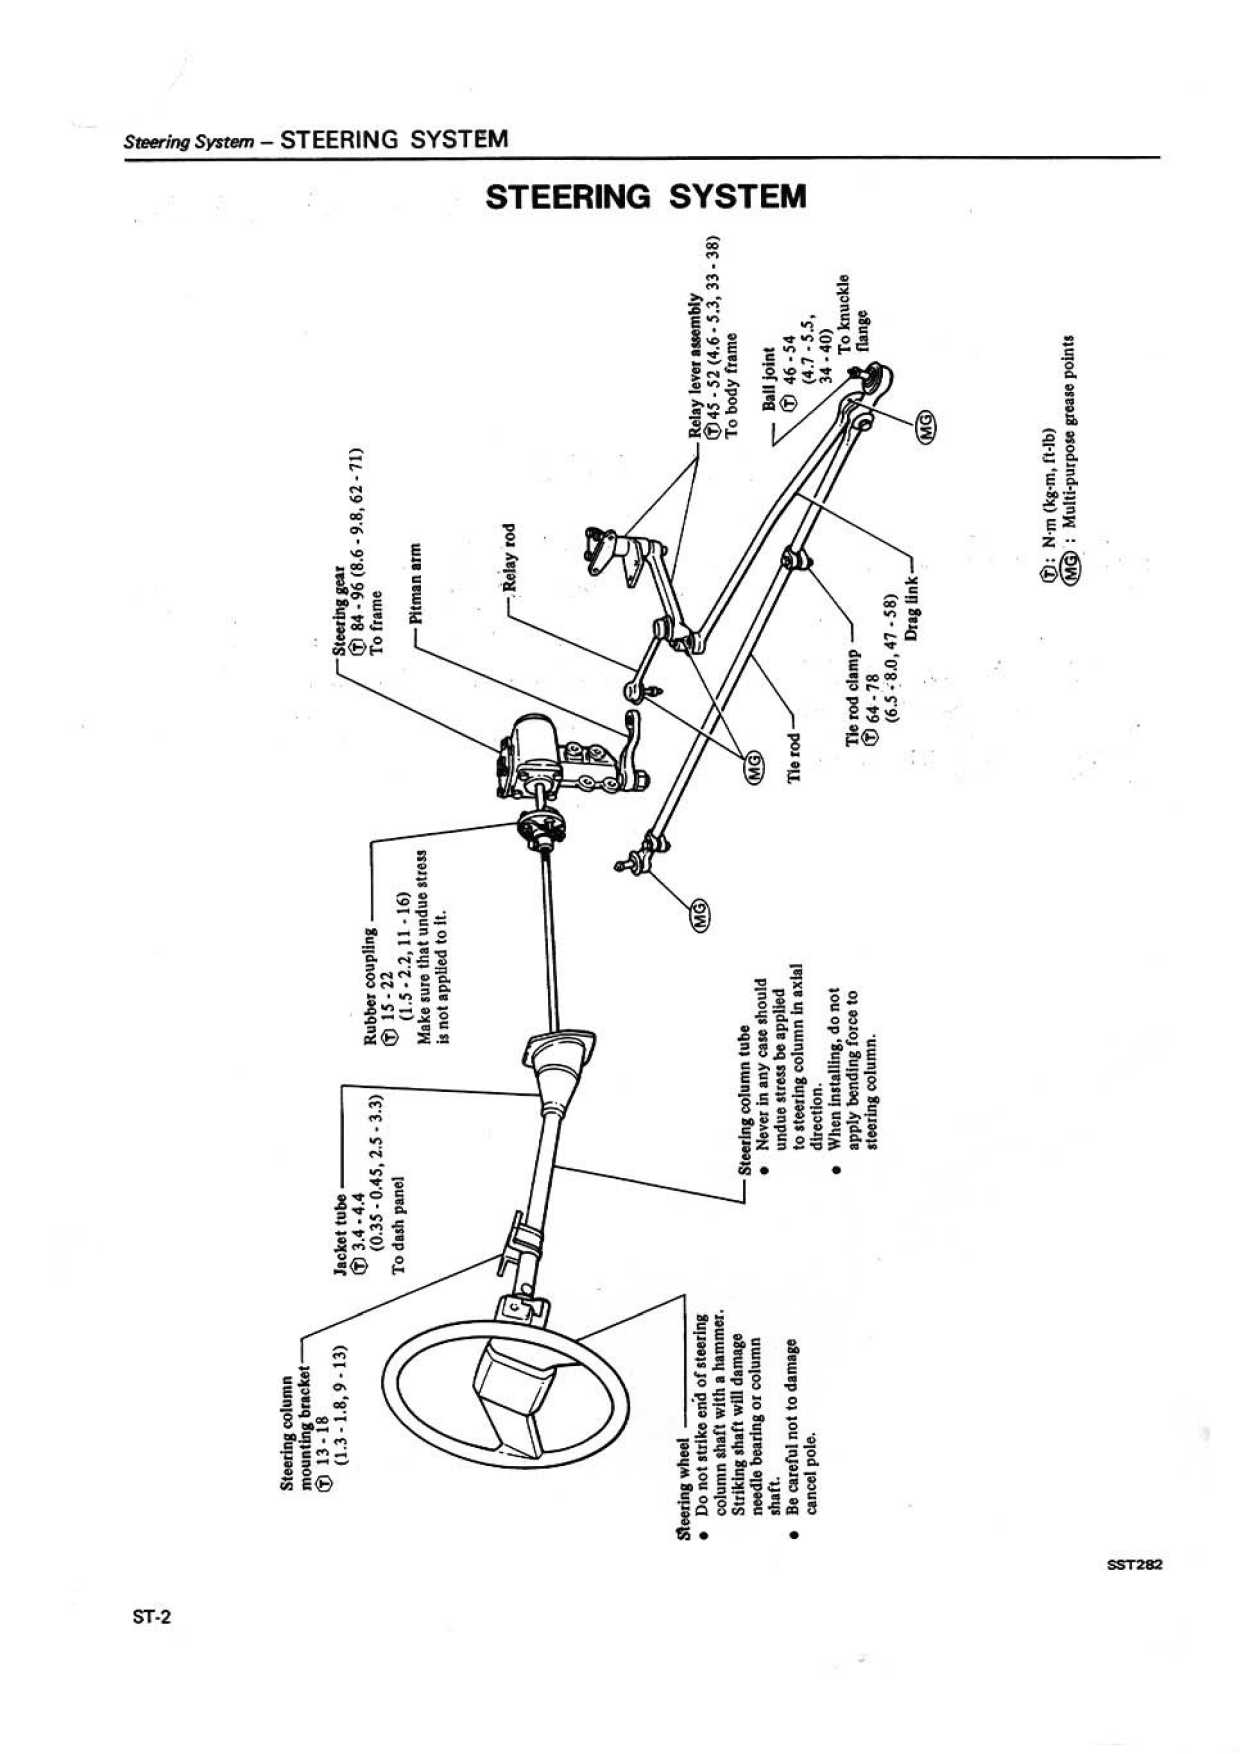 Steering System – STEERING SYSTEM
STEERING SYSTEM
Steering column
mounting bracket
Ⓣ 13 - 18
(1.3 - 1.8, 9 - 13)
Jacket tube
Ⓣ 3.4 - 4.4
(0.35 - 0.45, 2.5 - 3.3)
To dash panel
Rubber coupling
Ⓣ 15 - 22
(1.5 - 2.2, 11 - 16)
Make sure that undue stress
is not applied to it.
Steering gear
Ⓣ 84 - 96 (8.6 - 9.8, 62 - 71)
To frame
Pitman arm
Relay rod
Relay lever assembly
Ⓣ 45 - 52 (4.6 - 5.3, 33 - 38)
To body frame
Ball joint
Ⓣ 46 - 54
(4.7 - 5.5,
34 - 40)
To knuckle
flange
MG
MG
MG
Drag link
Tie rod clamp
Ⓣ 64 - 78
(6.5 - 8.0, 47 - 58)
Tie rod
Steering column tube
● Never in any case should
undue stress be applied
to steering column in axial
direction.
● When installing, do not
apply bending force to
steering column.
Steering wheel
● Do not strike end of steering
column shaft with a hammer.
Striking shaft will damage
needle bearing or column
shaft.
● Be careful not to damage
cancel pole.
Ⓣ : N·m (kg-m, ft-lb)
MG : Multi-purpose grease points
SST282
ST-2